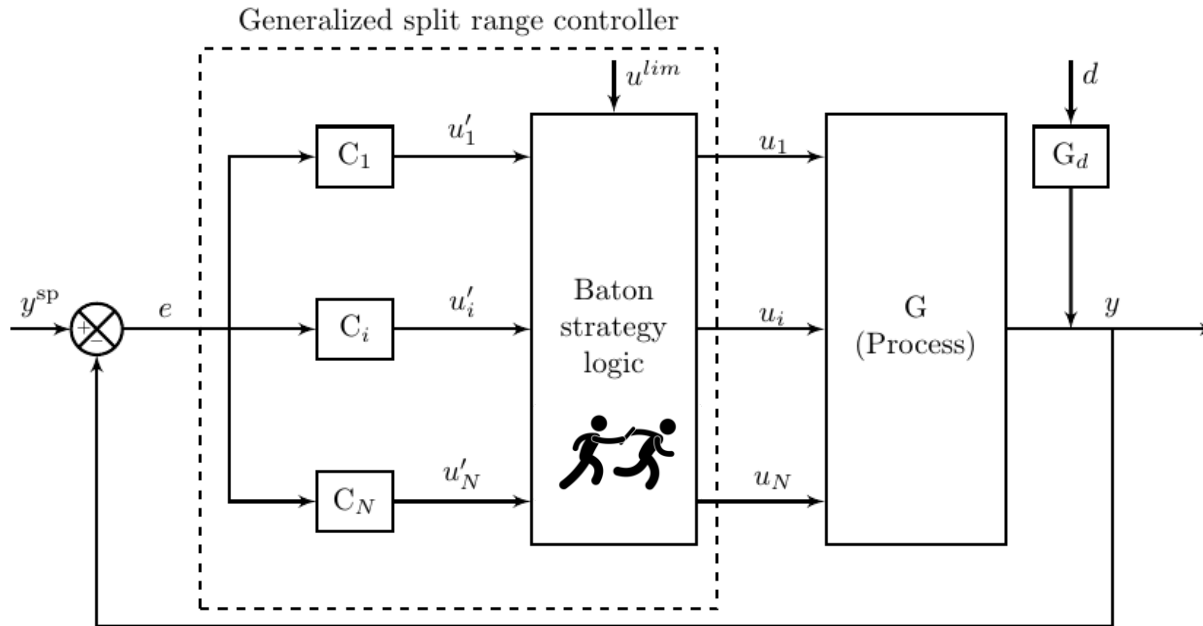 Generalized split range controller
u^{lim}
d
C_1
u'_1
u_1
G_d
y^{sp}
+
−
e
C_i
u'_i
Baton
strategy
logic
u_i
G
(Process)
y
C_N
u'_N
u_N